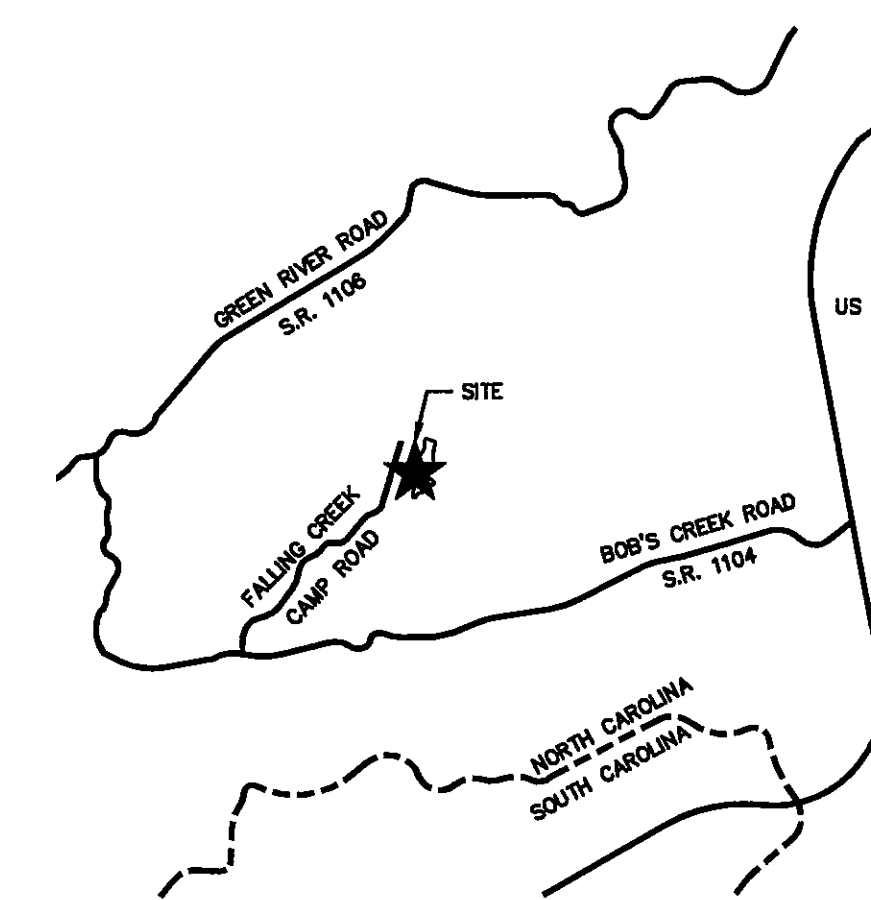 GREEN RIVER ROAD
S.R. 1106
US
SITE
FALLING CREEK
CAMP ROAD
BOB'S CREEK ROAD
S.R. 1104
NORTH CAROLINA
SOUTH CAROLINA